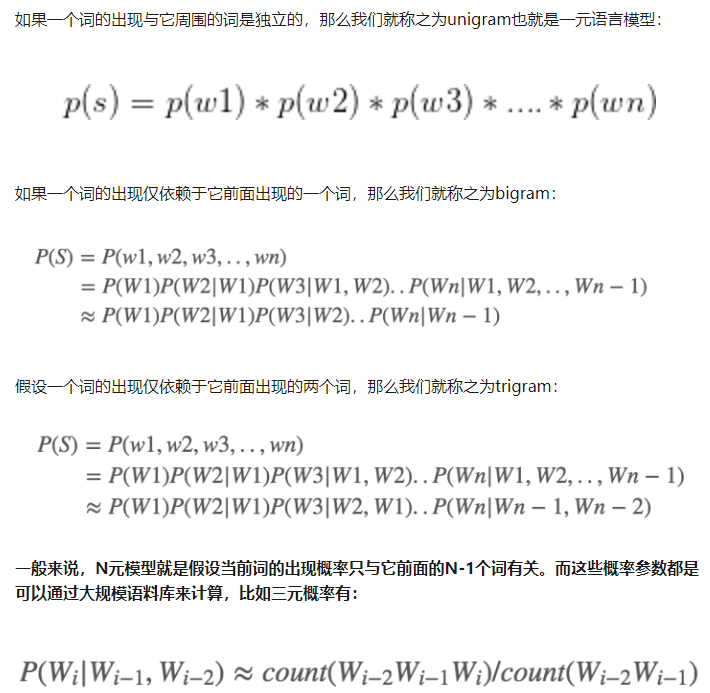 如果一个词的出现与它周围的词是独立的，那么我们就称之为unigram也就是一元语言模型：
p(s) = p(w1) * p(w2) * p(w3) * .... * p(wn)
如果一个词的出现仅依赖于它前面出现的一个词，那么我们就称之为bigram：
P(S) = P(w1, w2, w3, . . , wn)
= P(W1)P(W2|W1)P(W3|W1, W2). . P(Wn|W1, W2, . . , Wn − 1)
≈ P(W1)P(W2|W1)P(W3|W2). . P(Wn|Wn − 1)
假设一个词的出现仅依赖于它前面出现的两个词，那么我们就称之为trigram：
P(S) = P(w1, w2, w3, . . , wn)
= P(W1)P(W2|W1)P(W3|W1, W2). . P(Wn|W1, W2, . . , Wn − 1)
≈ P(W1)P(W2|W1)P(W3|W2, W1). . P(Wn|Wn − 1, Wn − 2)
一般来说，N元模型就是假设当前词的出现概率只与它前面的N-1个词有关。而这些概率参数都是
可以通过大规模语料库来计算，比如三元概率有：
P(W_i|W_{i−1}, W_{i−2}) ≈ count(W_{i−2}W_{i−1}W_i)/count(W_{i−2}W_{i−1})